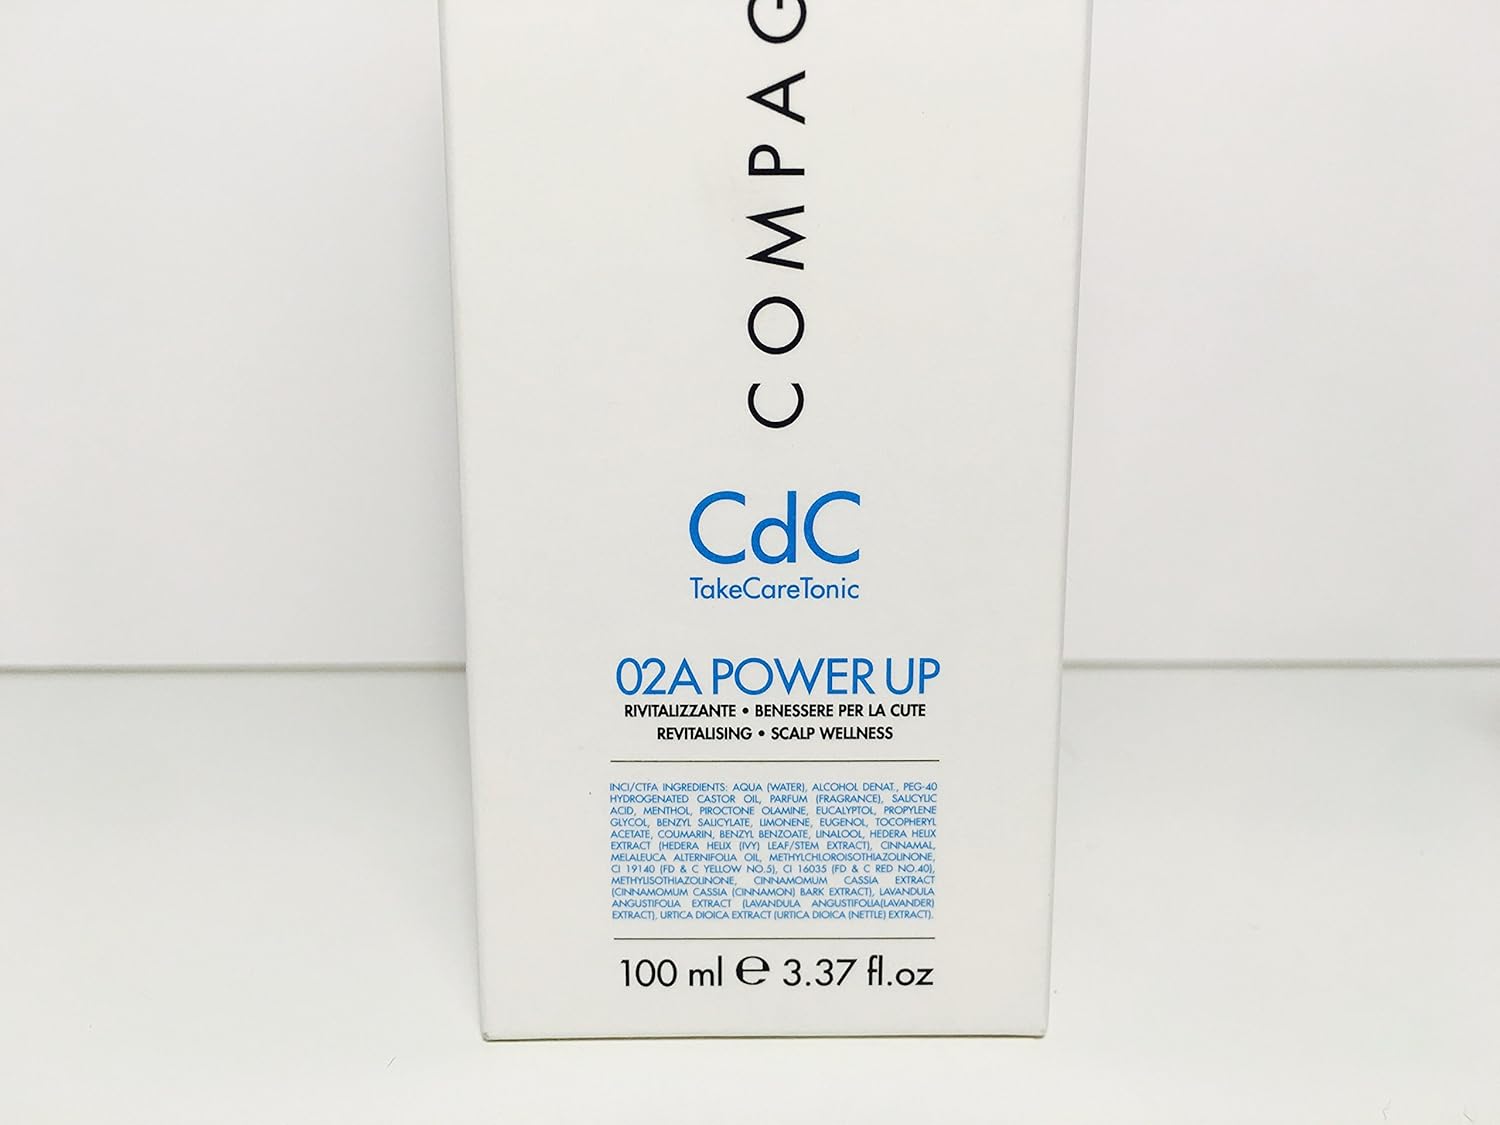 COMPAG
CdC
TakeCareTonic
02A POWER UP
RIVITALIZZANTE • BENESSERE PER LA CUTE
REVITALISING • SCALP WELLNESS
INCI/CTFA INGREDIENTS: AQUA (WATER), ALCOHOL DENAT., PEG-40
HYDROGENATED CASTOR OIL, PARFUM (FRAGRANCE), SALICYLIC
ACID, MENTHOL, PIROCTONE OLAMINE, EUCALYPTOL, PROPYLENE
GLYCOL, BENZYL SALICYLATE, LIMONENE, EUGENOL, TOCOPHERYL
ACETATE, COUMARIN, BENZYL BENZOATE, LINALOOL, HEDERA HELIX
EXTRACT (HEDERA HELIX (IVY) LEAF/STEM EXTRACT), CINNAMAL,
MELALEUCA ALTERNIFOLIA OIL, METHYLCHLOROISOTHIAZOLINONE,
CI 19140 (FD & C YELLOW NO.5), CI 16035 (FD & C RED NO.40),
METHYLISOTHIAZOLINONE, CINNAMOMUM CASSIA EXTRACT
(CINNAMOMUM CASSIA (CINNAMON) BARK EXTRACT), LAVANDULA
ANGUSTIFOLIA EXTRACT (LAVANDULA ANGUSTIFOLIA(LAVANDER)
EXTRACT), URTICA DIOICA EXTRACT (URTICA DIOICA (NETTLE) EXTRACT).
100 ml ℮ 3.37 fl.oz